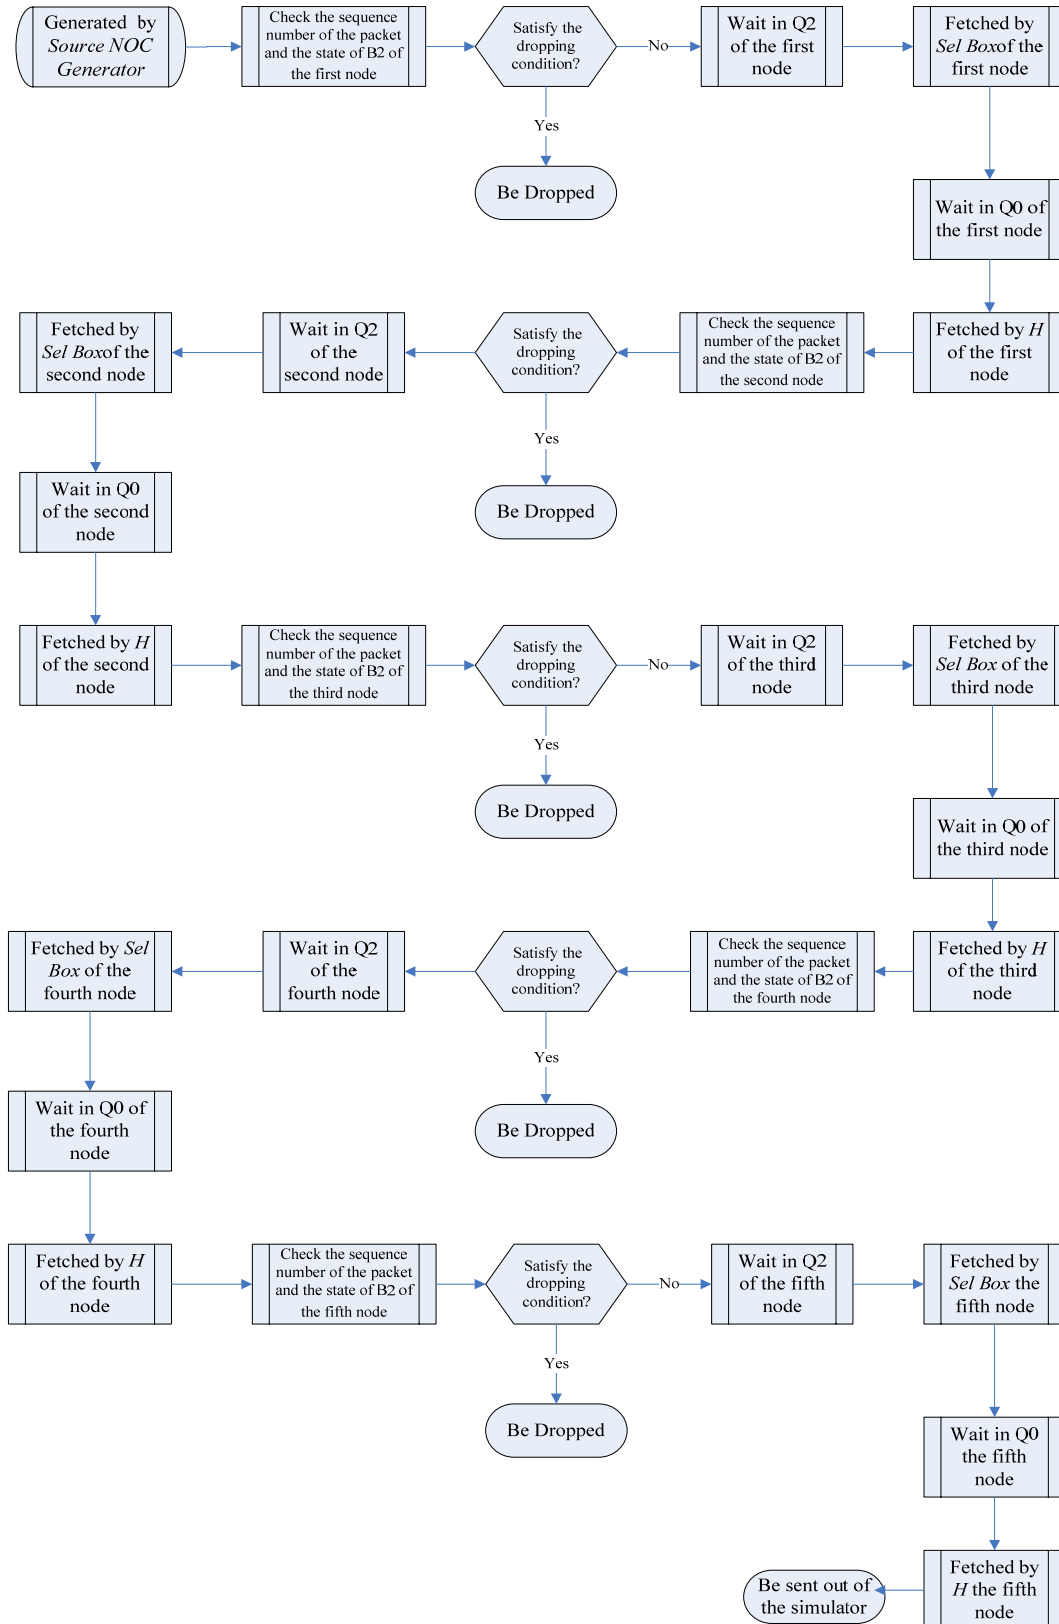 Generated by
Source NOC
Generator
Check the sequence
number of the packet
and the state of B2 of
the first node
Satisfy the
dropping
condition?
No
Wait in Q2
of the first
node
Fetched by
Sel Boxof the
first node
Yes
Be Dropped
Wait in Q0 of
the first node
Fetched by H
of the first
node
Check the sequence
number of the packet
and the state of B2 of
the second node
Satisfy the
dropping
condition?
Wait in Q2
of the
second node
Fetched by
Sel Boxof the
second node
Yes
Be Dropped
Wait in Q0
of the second
node
Fetched by H
of the second
node
Check the sequence
number of the packet
and the state of B2 of
the third node
Satisfy the
dropping
condition?
No
Wait in Q2
of the third
node
Fetched by
Sel Box of the
third node
Yes
Be Dropped
Wait in Q0 of
the third node
Fetched by H
of the third
node
Check the sequence
number of the packet
and the state of B2 of
the fourth node
Satisfy the
dropping
condition?
Wait in Q2
of the
fourth node
Fetched by Sel
Box of the
fourth node
Yes
Be Dropped
Wait in Q0 of
the fourth
node
Fetched by H
of the fourth
node
Check the sequence
number of the packet
and the state of B2 of
the fifth node
Satisfy the
dropping
condition?
No
Wait in Q2
of the fifth
node
Fetched by
Sel Box the
fifth node
Yes
Be Dropped
Wait in Q0
the fifth
node
Fetched by
H the fifth
node
Be sent out of
the simulator